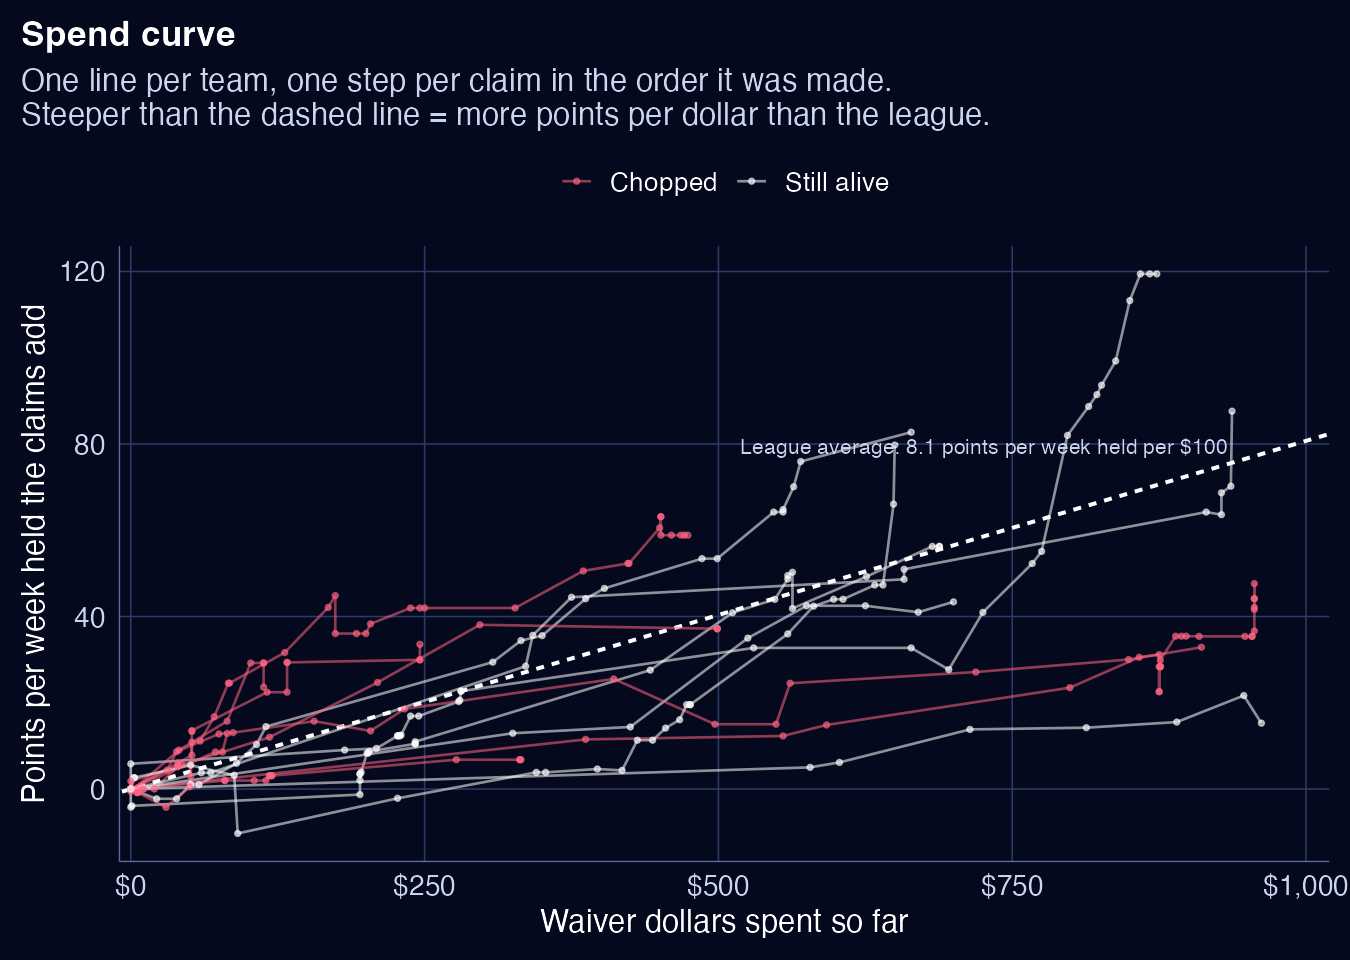 Spend curve
One line per team, one step per claim in the order it was made.
Steeper than the dashed line = more points per dollar than the league.
Chopped
Still alive
Points per week held the claims add
120
80
40
0
League average: 8.1 points per week held per $100
$0
$250
$500
$750
$1,000
Waiver dollars spent so far